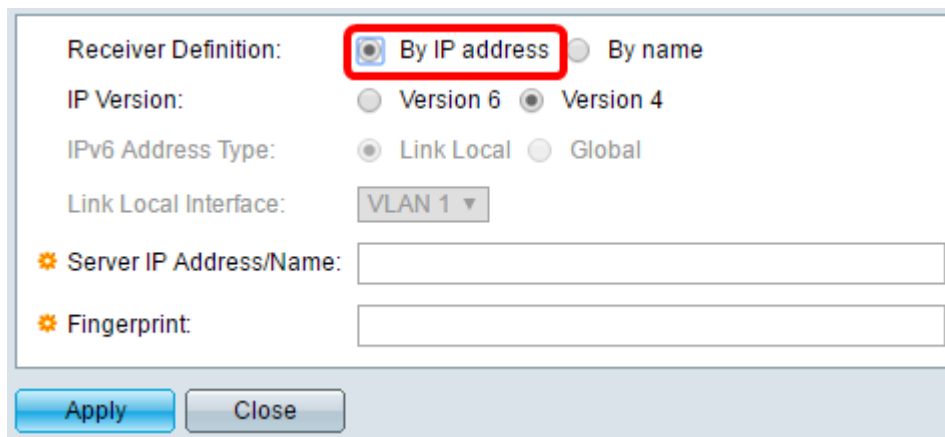 Receiver Definition: By IP address By name
IP Version: Version 6 Version 4
IPv6 Address Type: Link Local Global
Link Local Interface: VLAN 1
Server IP Address/Name:
Fingerprint:
Apply Close